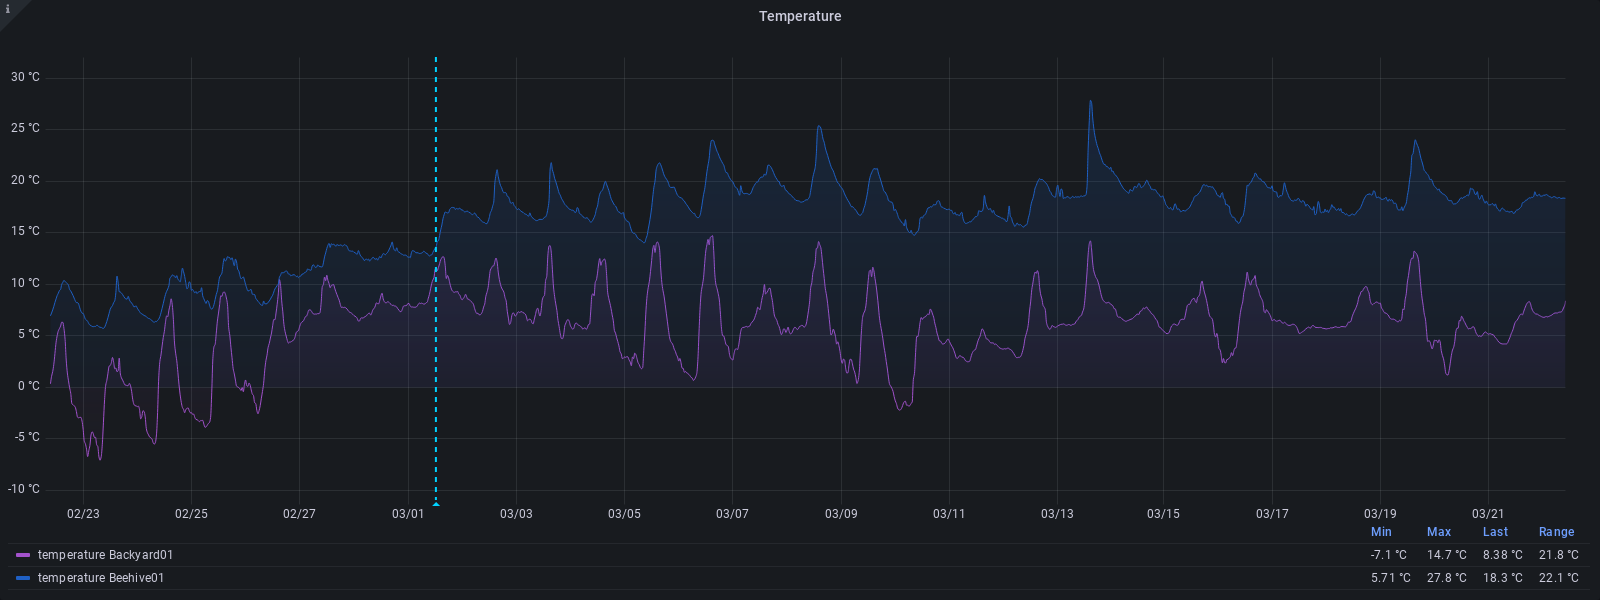 i
Temperature
30 °C
25 °C
20 °C
15 °C
10 °C
5 °C
0 °C
-5 °C
-10 °C
02/23 02/25 02/27 03/01 03/03 03/05 03/07 03/09 03/11 03/13 03/15 03/17 03/19 03/21
Min Max Last Range
temperature Backyard01 -7.1 °C 14.7 °C 8.38 °C 21.8 °C
temperature Beehive01 5.71 °C 27.8 °C 18.3 °C 22.1 °C